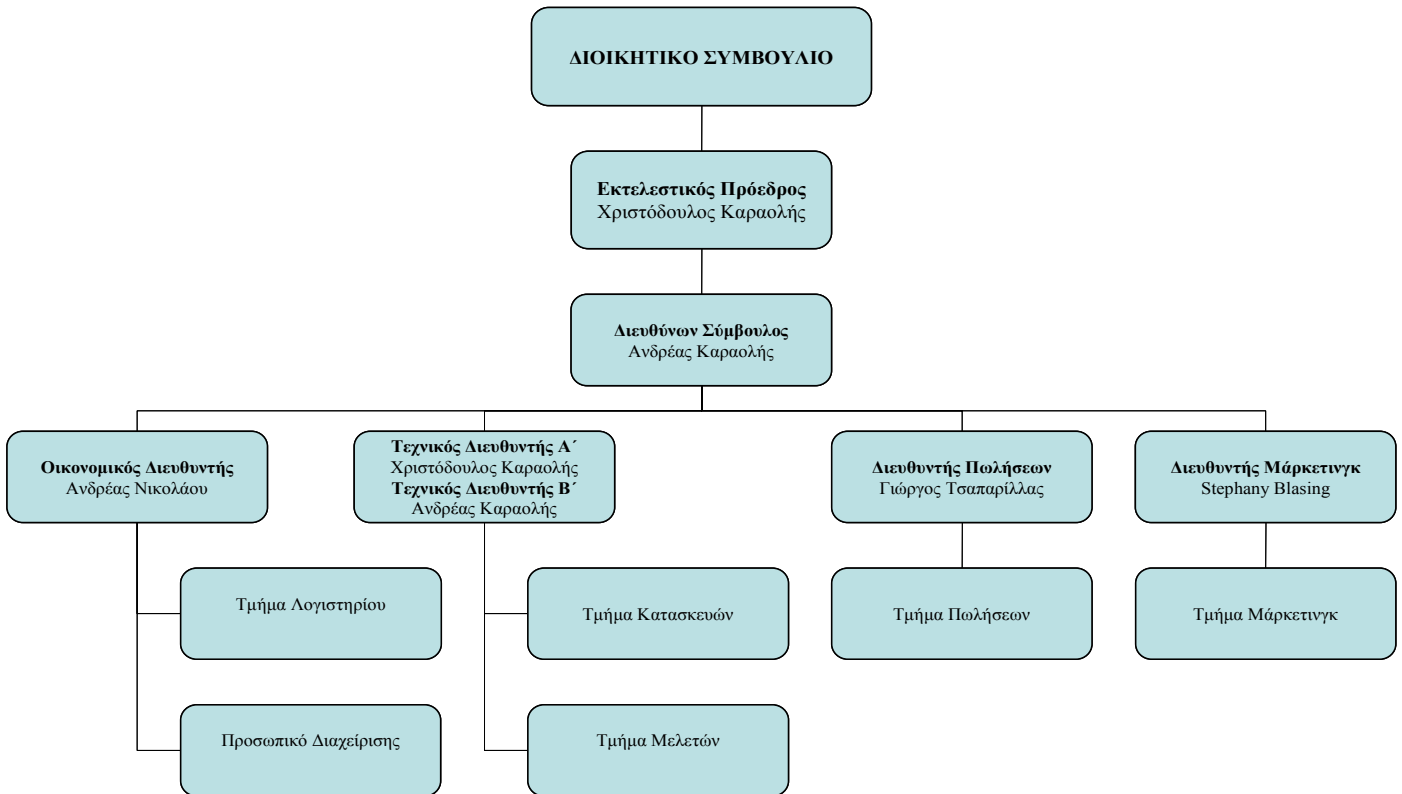 ΔΙΟΙΚΗΤΙΚΟ ΣΥΜΒΟΥΛΙΟ
Εκτελεστικός Πρόεδρος
Χριστόδουλος Καραολής
Διευθύνων Σύμβουλος
Ανδρέας Καραολής
Οικονομικός Διευθυντής
Ανδρέας Νικολάου
Τεχνικός Διευθυντής Α΄
Χριστόδουλος Καραολής
Τεχνικός Διευθυντής Β΄
Ανδρέας Καραολής
Διευθυντής Πωλήσεων
Γιώργος Τσαπαρίλλας
Διευθυντής Μάρκετινγκ
Stephany Blasing
Τμήμα Λογιστηρίου
Τμήμα Κατασκευών
Τμήμα Πωλήσεων
Τμήμα Μάρκετινγκ
Προσωπικό Διαχείρισης
Τμήμα Μελετών